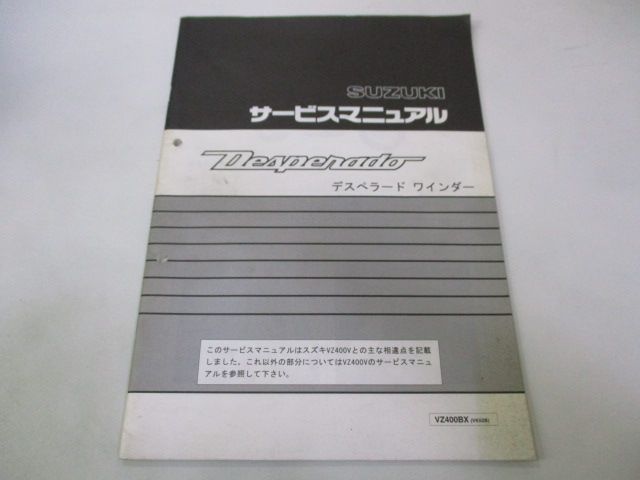 SUZUKI
サービスマニュアル
Desperado
デスペラード ワインダー
このサービスマニュアルはスズキVZ400Vとの主な相違点を記載
しました。これ以外の部分についてはVZ400Vのサービスマニュ
アルを参照して下さい。
VZ400BX (VK52B)